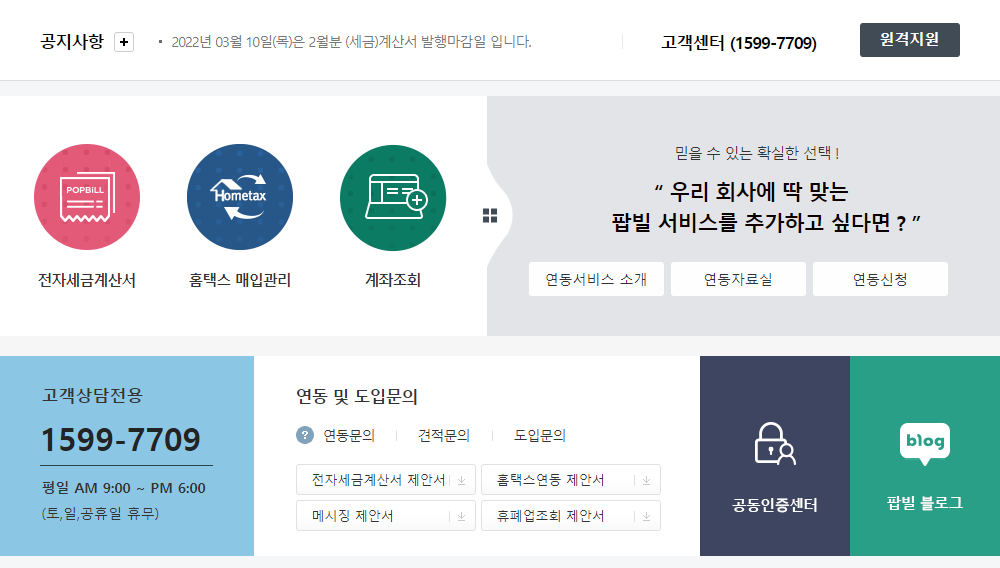 공지사항
2022년 03월 10일(목)은 2월분 (세금)계산서 발행마감일 입니다.
고객센터 (1599-7709)
원격지원
POPBiLL
Hometax
전자세금계산서
홈택스 매입관리
계좌조회
믿을 수 있는 확실한 선택 !
“ 우리 회사에 딱 맞는
팝빌 서비스를 추가하고 싶다면 ? ”
연동서비스 소개
연동자료실
연동신청
고객상담전용
1599-7709
평일 AM 9:00 ~ PM 6:00
(토,일,공휴일 휴무)
연동 및 도입문의
? 연동문의
견적문의
도입문의
전자세금계산서 제안서
홈택스연동 제안서
메시징 제안서
휴폐업조회 제안서
공동인증센터
blog
팝빌 블로그